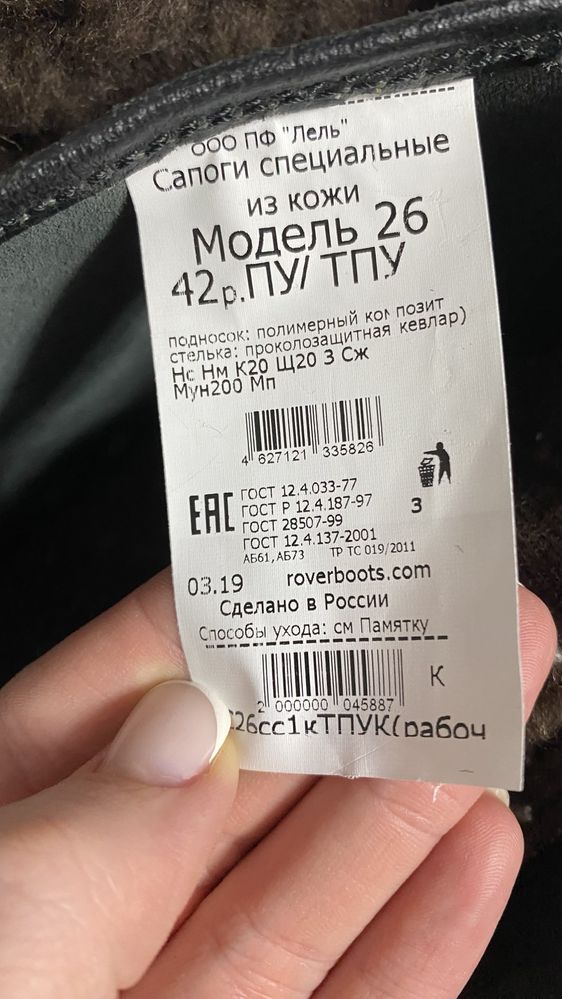 ООО ПФ "Лель"
Сапоги специальные
из кожи
Модель 26
42р.ПУ/ ТПУ
подносок: полимерный композит
стелька: проколозащитная кевлар)
Нс Нм К20 Щ20 З Сж
Мун200 Мп
4 627121 335826
ЕАС
ГОСТ 12.4.033-77
ГОСТ Р 12.4.187-97
ГОСТ 28507-99
ГОСТ 12.4.137-2001
АБ61,АБ73 ТР ТС 019/2011
3
03.19 roverboots.com
Сделано в России
Способы ухода: см Памятку
2 000000 045887
К
26сс1кТПУК(рабоч